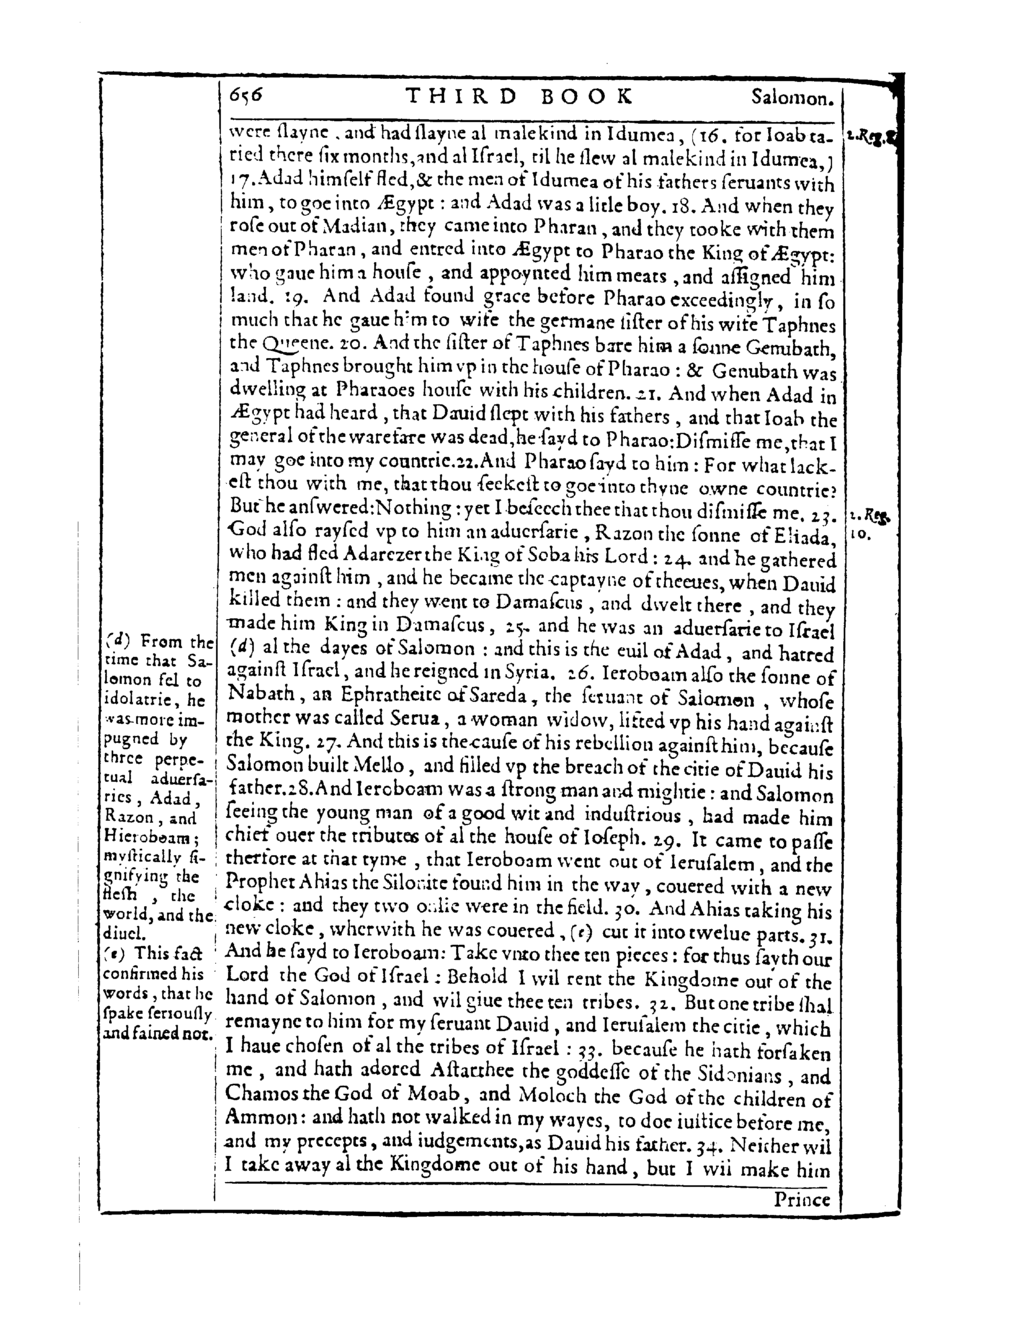 656 THIRD BOOK Salomon.
were ſlayne, and had ſlayne al malekind in Idumea, (16. for Ioab ta-
ried there ſix months, and al Iſrael, til he ſlew al malekind in Idumea,)
17. Adad himſelf fled, & the men of Idumea of his fathers ſeruants with
him, to goe into Ægypt : and Adad was a litle boy. 18. And when they
roſe out of Madian, they came into Pharan, and they tooke with them
men of Pharan, and entred into Ægypt to Pharao the King of Ægypt:
who gaue him a houſe, and appoynted him meats, and aſſigned him
land. 19. And Adad found grace before Pharao exceedingly, in ſo
much that he gaue him to wife the germane ſiſter of his wife Taphnes
the Queene. 20. And the ſiſter of Taphnes bare him a ſonne Genubath,
and Taphnes brought him vp in the houſe of Pharao : & Genubath was
dwelling at Pharaoes houſe with his children. 21. And when Adad in
Ægypt had heard, that Dauid ſlept with his fathers, and that Ioab the
general of the warefare was dead, he ſayd to Pharao: Diſmiſſe me, that I
may goe into my countrie. 22. And Pharao ſayd to him : For what lack-
eſt thou with me, that thou ſeekeſt to goe into thyne owne countrie?
But he anſwered: Nothing : yet I beſeech thee that thou diſmiſſe me. 23.
God alſo rayſed vp to him an aduerſarie, Razon the ſonne of Eliada,
who had fled Adarezer the King of Soba his Lord : 24. and he gathered
men againſt him, and he became the captayne of theeues, when Dauid
killed them : and they went to Damaſcus, and dwelt there, and they
made him King in Damaſcus, 25. and he was an aduerſarie to Iſrael
(d) al the dayes of Salomon : and this is the euil of Adad, and hatred
againſt Iſrael, and he reigned in Syria. 26. Ieroboam alſo the ſonne of
Nabath, an Ephratheite of Sareda, the ſeruant of Salomon, whoſe
mother was called Serua, a woman widow, lifted vp his hand againſt
the King. 27. And this is the cauſe of his rebellion againſt him, becauſe
Salomon built Mello, and filled vp the breach of the citie of Dauid his
father. 28. And Ieroboam was a ſtrong man and mightie : and Salomon
ſeeing the young man of a good wit and induſtrious, had made him
chief ouer the tributes of al the houſe of Ioſeph. 29. It came to paſſe
therfore at that tyme, that Ieroboam went out of Ieruſalem, and the
Prophet Ahias the Silonite found him in the way, couered with a new
cloke : and they two onlie were in the field. 30. And Ahias taking his
new cloke, wherwith he was couered, (e) cut it into twelue parts. 31.
And he ſayd to Ieroboam: Take vnto thee ten pieces : for thus ſayth our
Lord the God of Iſrael : Behold I wil rent the Kingdome out of the
hand of Salomon, and wil giue thee ten tribes. 32. But one tribe ſhal
remayne to him for my ſeruant Dauid, and Ieruſalem the citie, which
I haue choſen of al the tribes of Iſrael : 33. becauſe he hath forſaken
me, and hath adored Aſtarthee the goddeſſe of the Sidonians, and
Chamos the God of Moab, and Moloch the God of the children of
Ammon : and hath not walked in my wayes, to doe iuſtice before me,
and my precepts, and iudgements, as Dauid his father. 34. Neither wil
I take away al the Kingdome out of his hand, but I wil make him
Prince
(d) From the
time that Sa-
lomon fel to
idolatrie, he
was more im-
pugned by
three perpe-
tual aduerſa-
ries, Adad,
Razon, and
Hieroboam;
myſtically ſi-
gnifying the
fleſh, the
world, and the
diuel.
(e) This fact
confirmed his
words, that he
ſpake ſeriouſly
and fained not.
2. Reg. 8
2. Reg.
10.